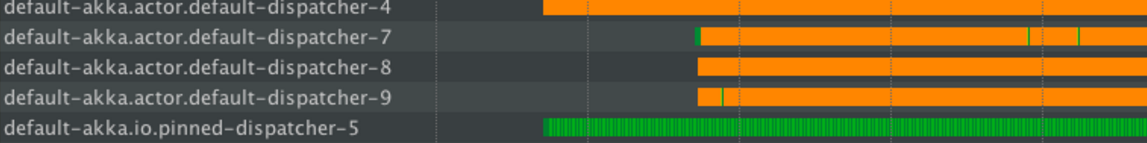 default-akka.actor.default-dispatcher-4
default-akka.actor.default-dispatcher-7
default-akka.actor.default-dispatcher-8
default-akka.actor.default-dispatcher-9
default-akka.io.pinned-dispatcher-5